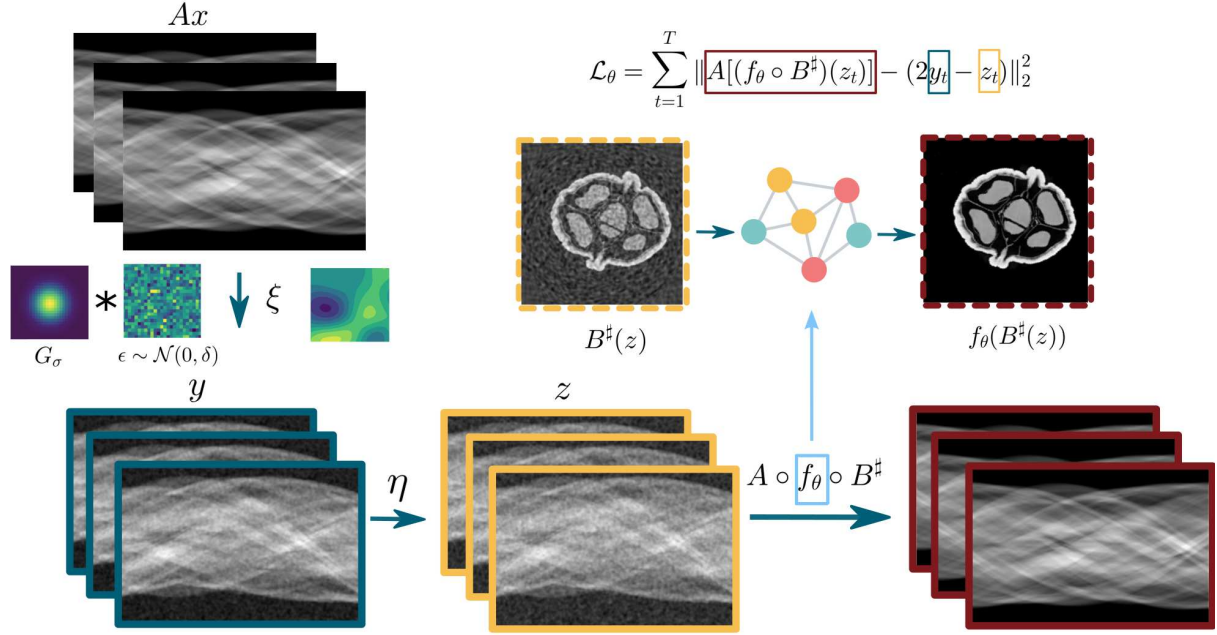 Ax
𝓛_θ = ∑_{t=1}^{T} ‖A[(f_θ ∘ B^♯)(z_t)] − (2y_t − z_t)‖_2^2
B^♯(z)
f_θ(B^♯(z))
* ξ
G_σ
ϵ ∼ 𝒩(0, δ)
y
z
η
A ∘ f_θ ∘ B^♯